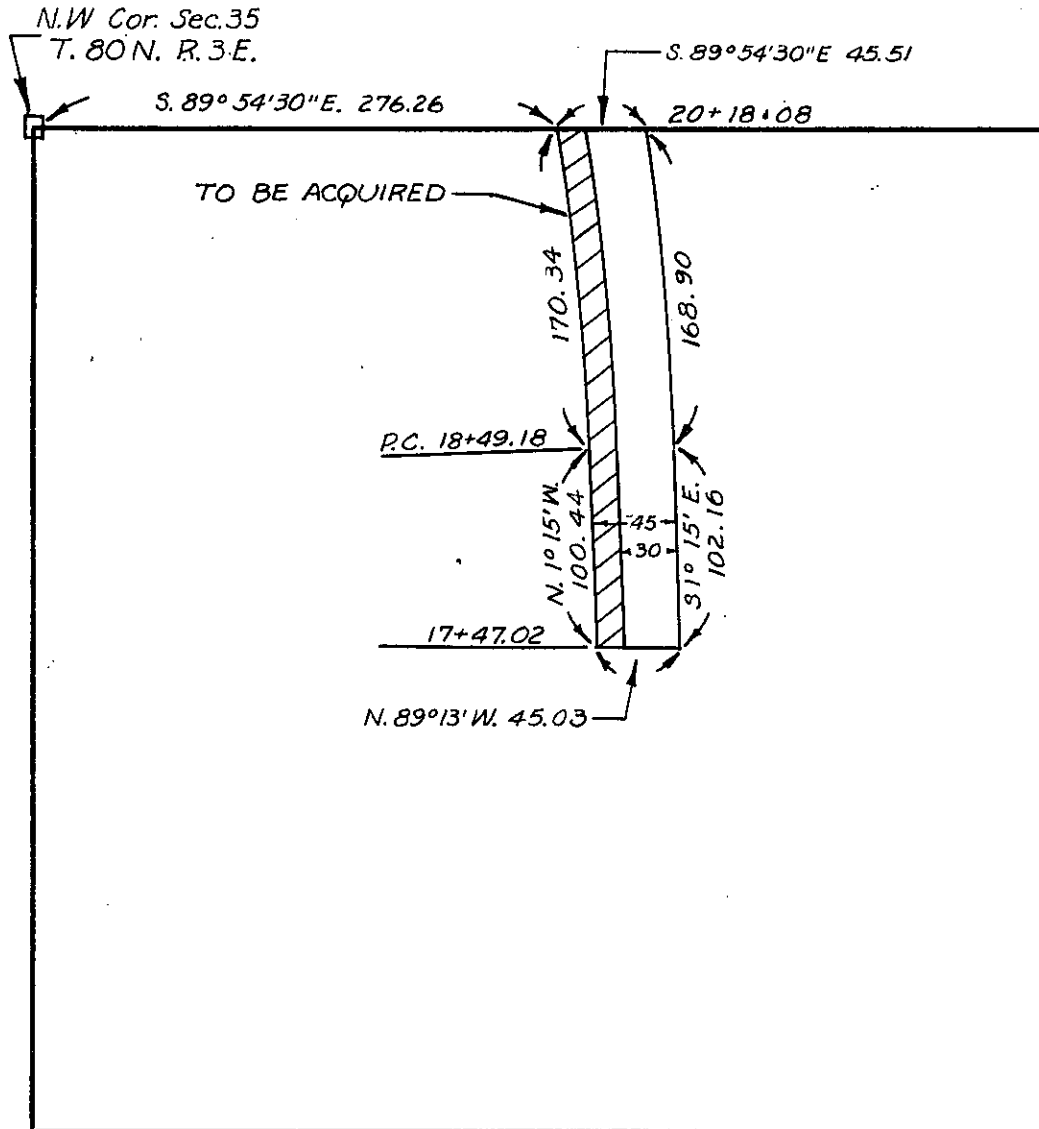 N.W Cor. Sec.35
T. 80 N. R. 3 E.
S. 89°54'30"E 45.51
S. 89°54'30"E. 276.26
20+18.08
TO BE ACQUIRED
170.34
168.90
P.C. 18+49.18
N. 1° 15' W.
100.44
45
30
S 1° 15' E.
102.16
17+47.02
N. 89°13' W. 45.03